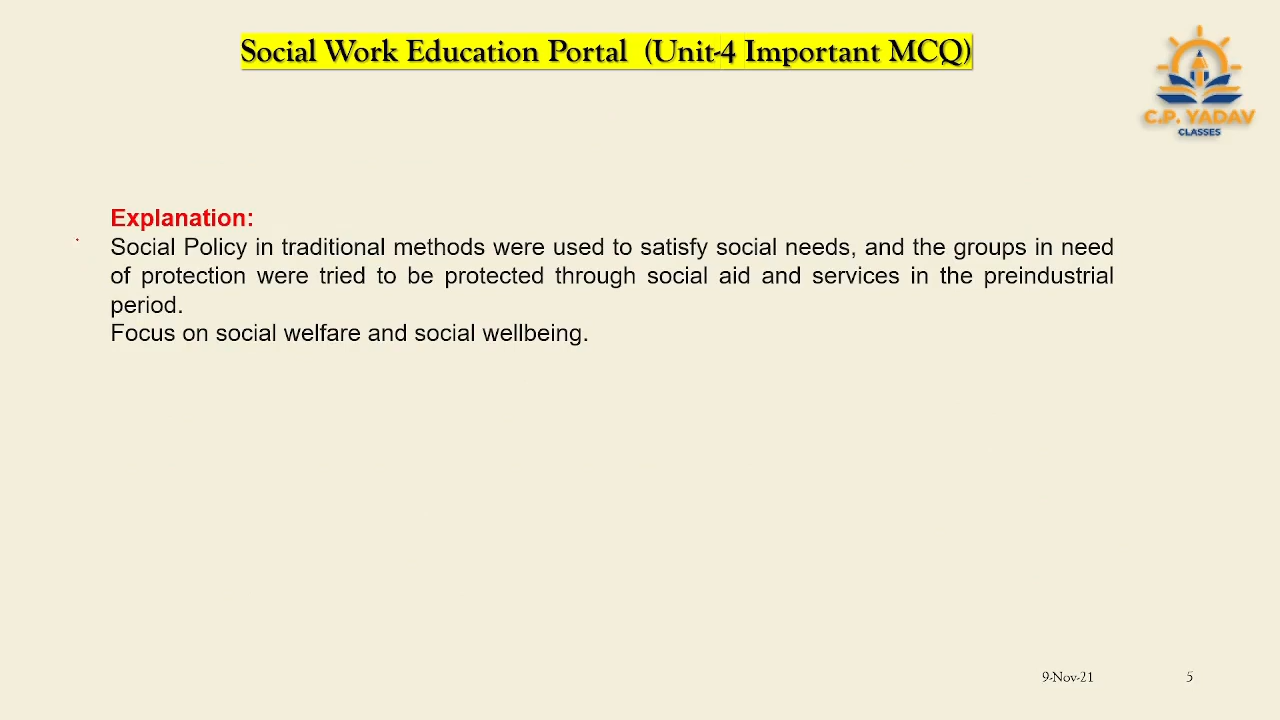 Social Work Education Portal (Unit-4 Important MCQ)
C.P. YADAV
CLASSES
Explanation:
Social Policy in traditional methods were used to satisfy social needs, and the groups in need
of protection were tried to be protected through social aid and services in the preindustrial
period.
Focus on social welfare and social wellbeing.
9-Nov-21
5